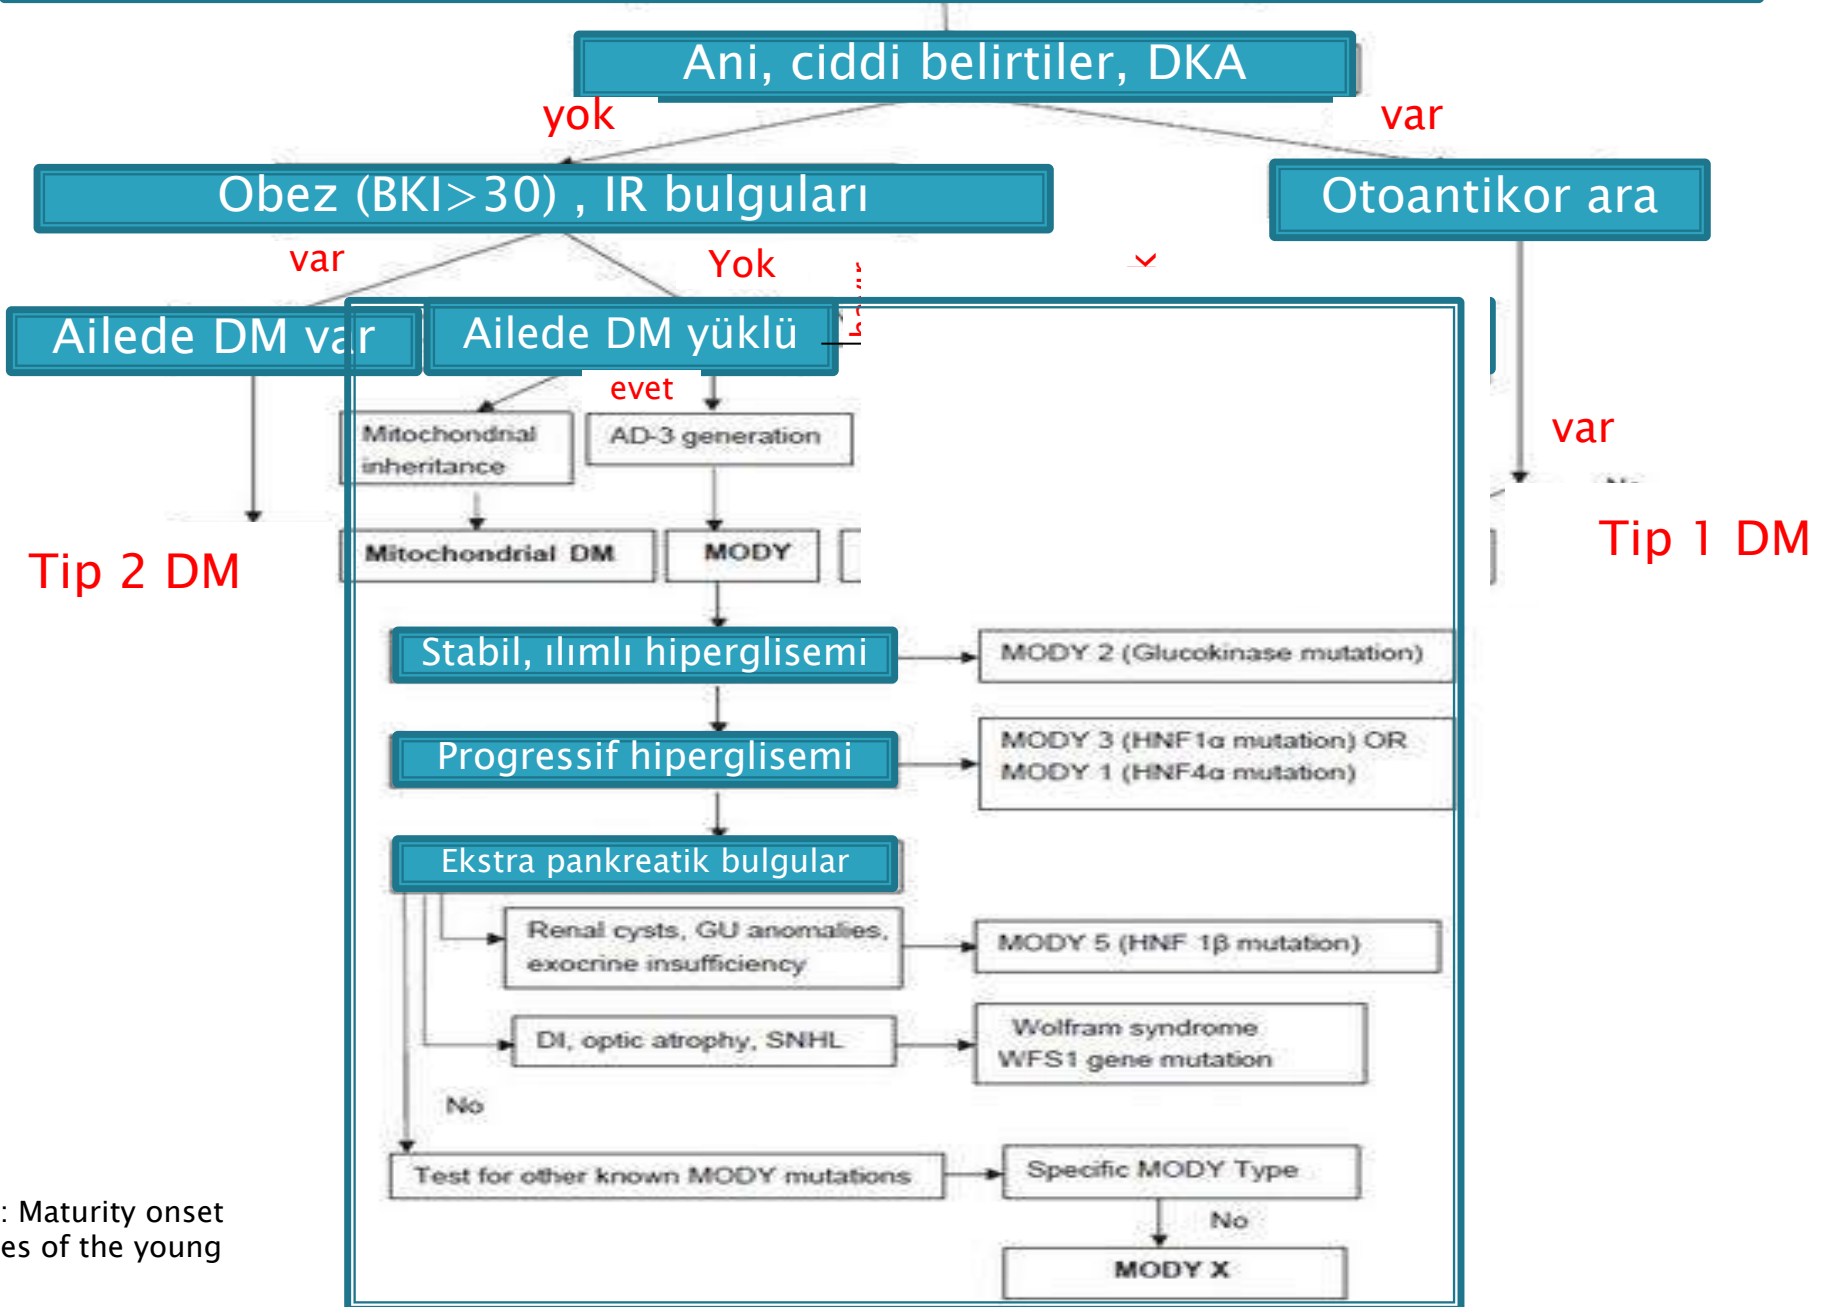 Ani, ciddi belirtiler, DKA
yok
var
Obez (BKI>30) , IR bulguları
Otoantikor ara
var
Yok
Ailede DM var
Ailede DM yüklü
evet
Mitochondrial
inheritance
AD-3 generation
var
Mitochondrial DM
MODY
Tip 1 DM
Tip 2 DM
Stabil, ılımlı hiperglisemi
MODY 2 (Glucokinase mutation)
Progressif hiperglisemi
MODY 3 (HNF1α mutation) OR
MODY 1 (HNF4α mutation)
Ekstra pankreatik bulgular
Renal cysts, GU anomalies,
exocrine insufficiency
MODY 5 (HNF 1β mutation)
DI, optic atrophy, SNHL
Wolfram syndrome
WFS1 gene mutation
No
Test for other known MODY mutations
Specific MODY Type
No
MODY X
: Maturity onset
es of the young